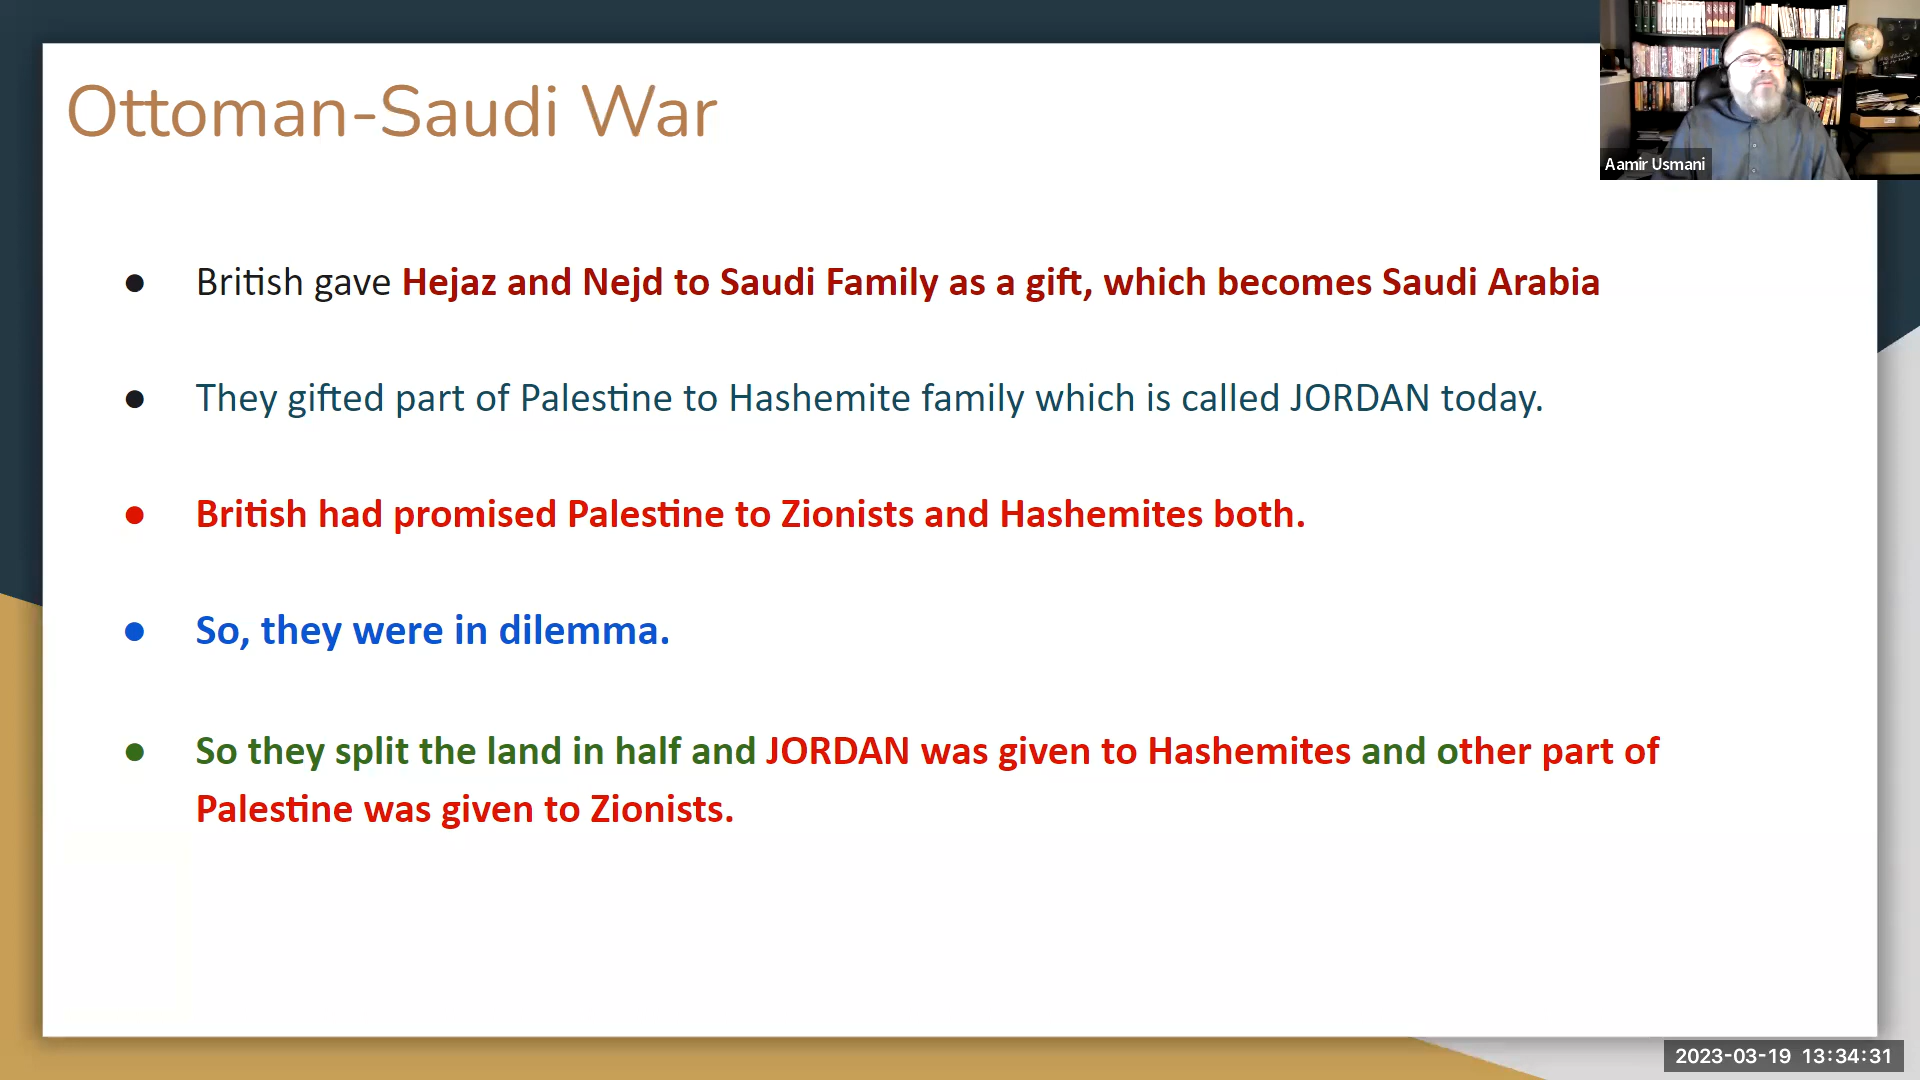 Ottoman-Saudi War
Aamir Usmani
● British gave Hejaz and Nejd to Saudi Family as a gift, which becomes Saudi Arabia
● They gifted part of Palestine to Hashemite family which is called JORDAN today.
● British had promised Palestine to Zionists and Hashemites both.
● So, they were in dilemma.
● So they split the land in half and JORDAN was given to Hashemites and other part of
Palestine was given to Zionists.
2023-03-19 13:34:31